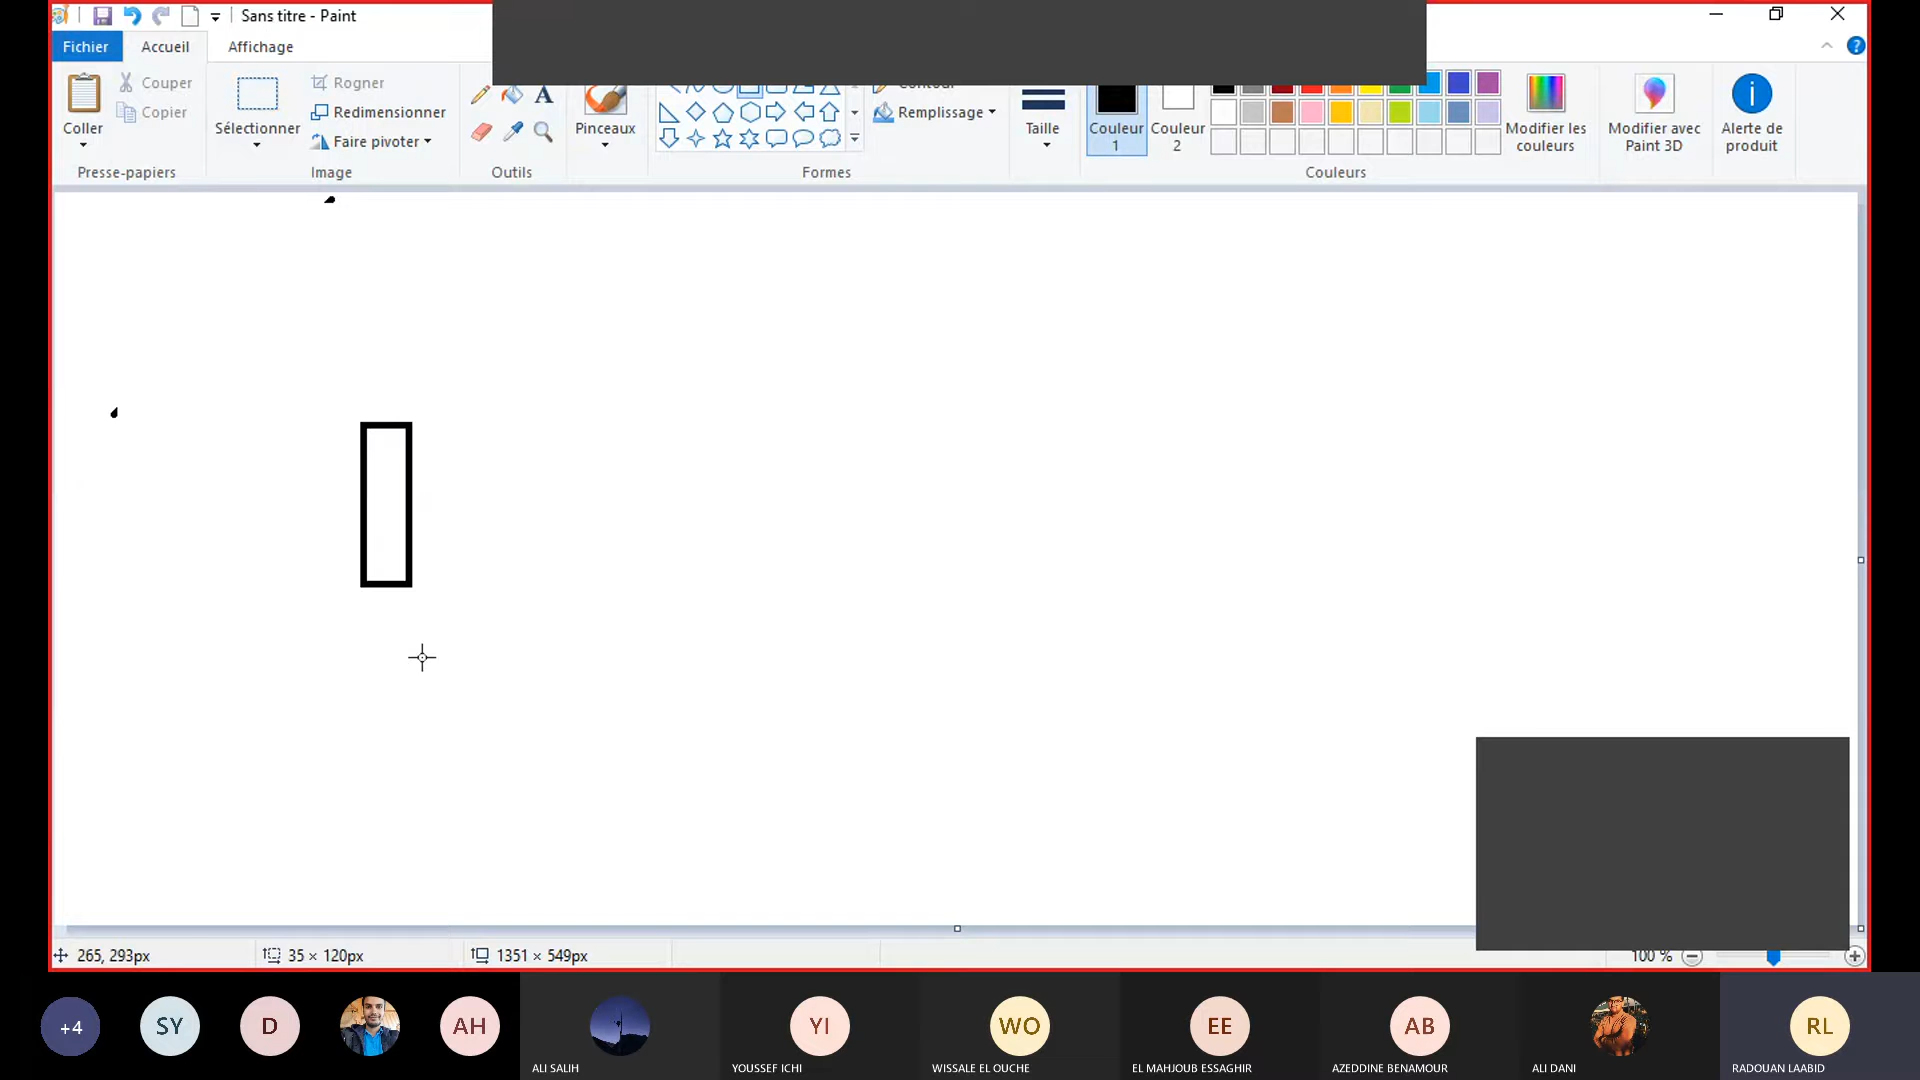 Sans titre - Paint
Fichier
Accueil
Affichage
Coller
Couper
Copier
Presse-papiers
Sélectionner
Rogner
Redimensionner
Faire pivoter
Image
A
Outils
Pinceaux
Contour
Remplissage
Formes
Taille
Couleur
1
Couleur
2
Couleurs
Modifier les
couleurs
Modifier avec
Paint 3D
Alerte de
produit
265, 293px
35 × 120px
1351 × 549px
100 %
+4
SY
D
AH
ALI SALIH
YI
YOUSSEF ICHI
WO
WISSALE EL OUCHE
EE
EL MAHJOUB ESSAGHIR
AB
AZEDDINE BENAMOUR
ALI DANI
RL
RADOUAN LAABID